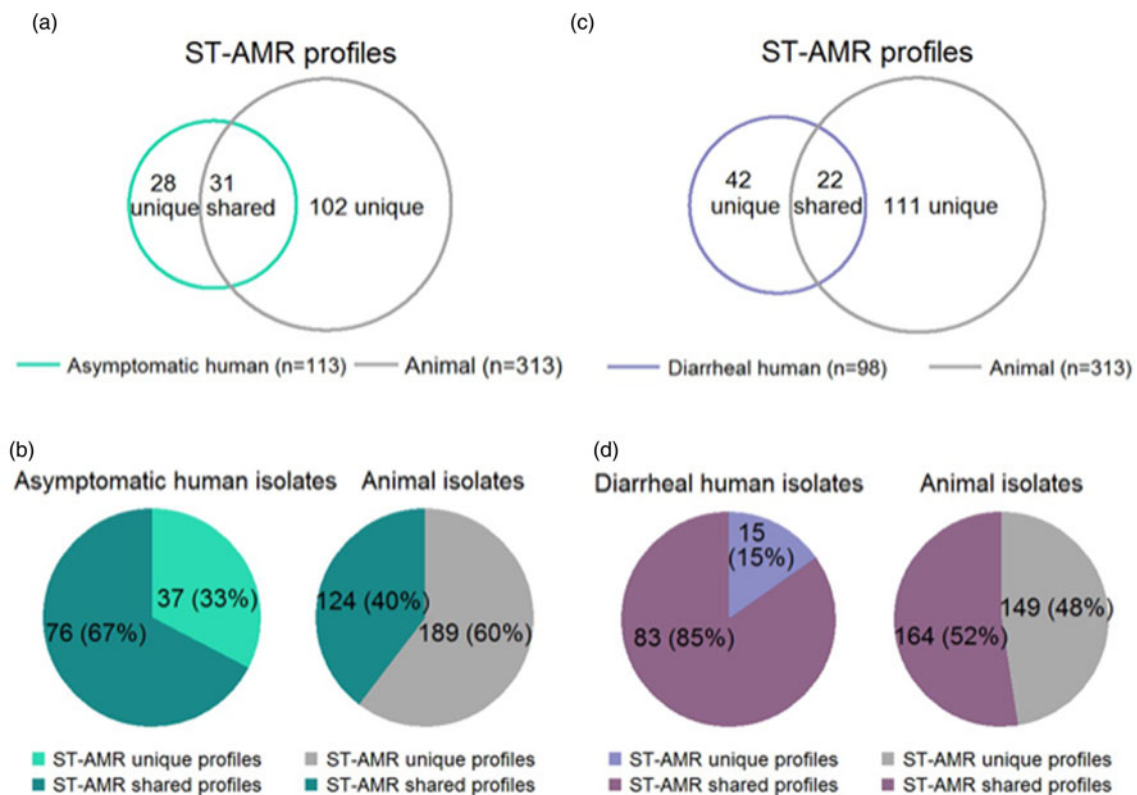 (a)
ST-AMR profiles
28
unique
31
shared
102 unique
Asymptomatic human (n=113)
Animal (n=313)
(c)
ST-AMR profiles
42
unique
22
shared
111 unique
Diarrheal human (n=98)
Animal (n=313)
(b)
Asymptomatic human isolates
37 (33%)
76 (67%)
ST-AMR unique profiles
ST-AMR shared profiles
Animal isolates
124 (40%)
189 (60%)
ST-AMR unique profiles
ST-AMR shared profiles
(d)
Diarrheal human isolates
15
(15%)
83 (85%)
ST-AMR unique profiles
ST-AMR shared profiles
Animal isolates
149 (48%)
164 (52%)
ST-AMR unique profiles
ST-AMR shared profiles